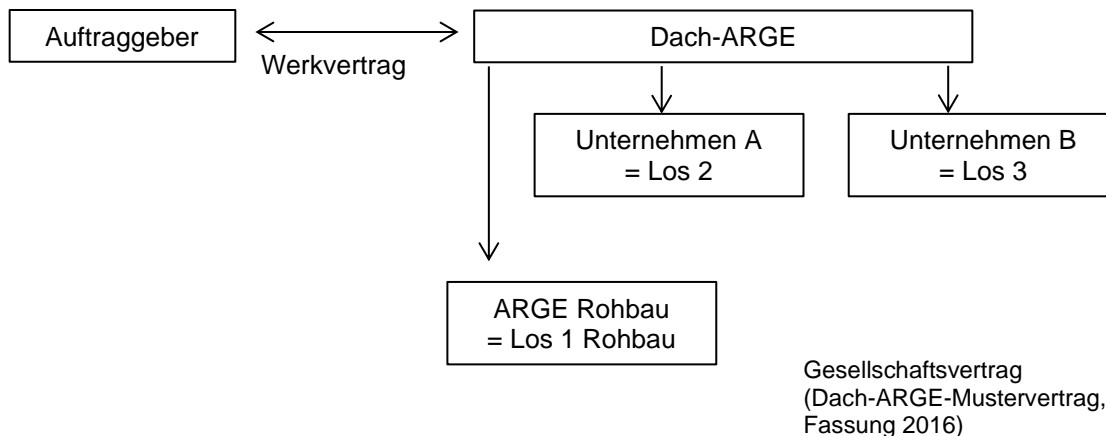 Auftraggeber
Dach-ARGE
Werkvertrag
Unternehmen A
= Los 2
Unternehmen B
= Los 3
ARGE Rohbau
= Los 1 Rohbau
Gesellschaftsvertrag
(Dach-ARGE-Mustervertrag,
Fassung 2016)